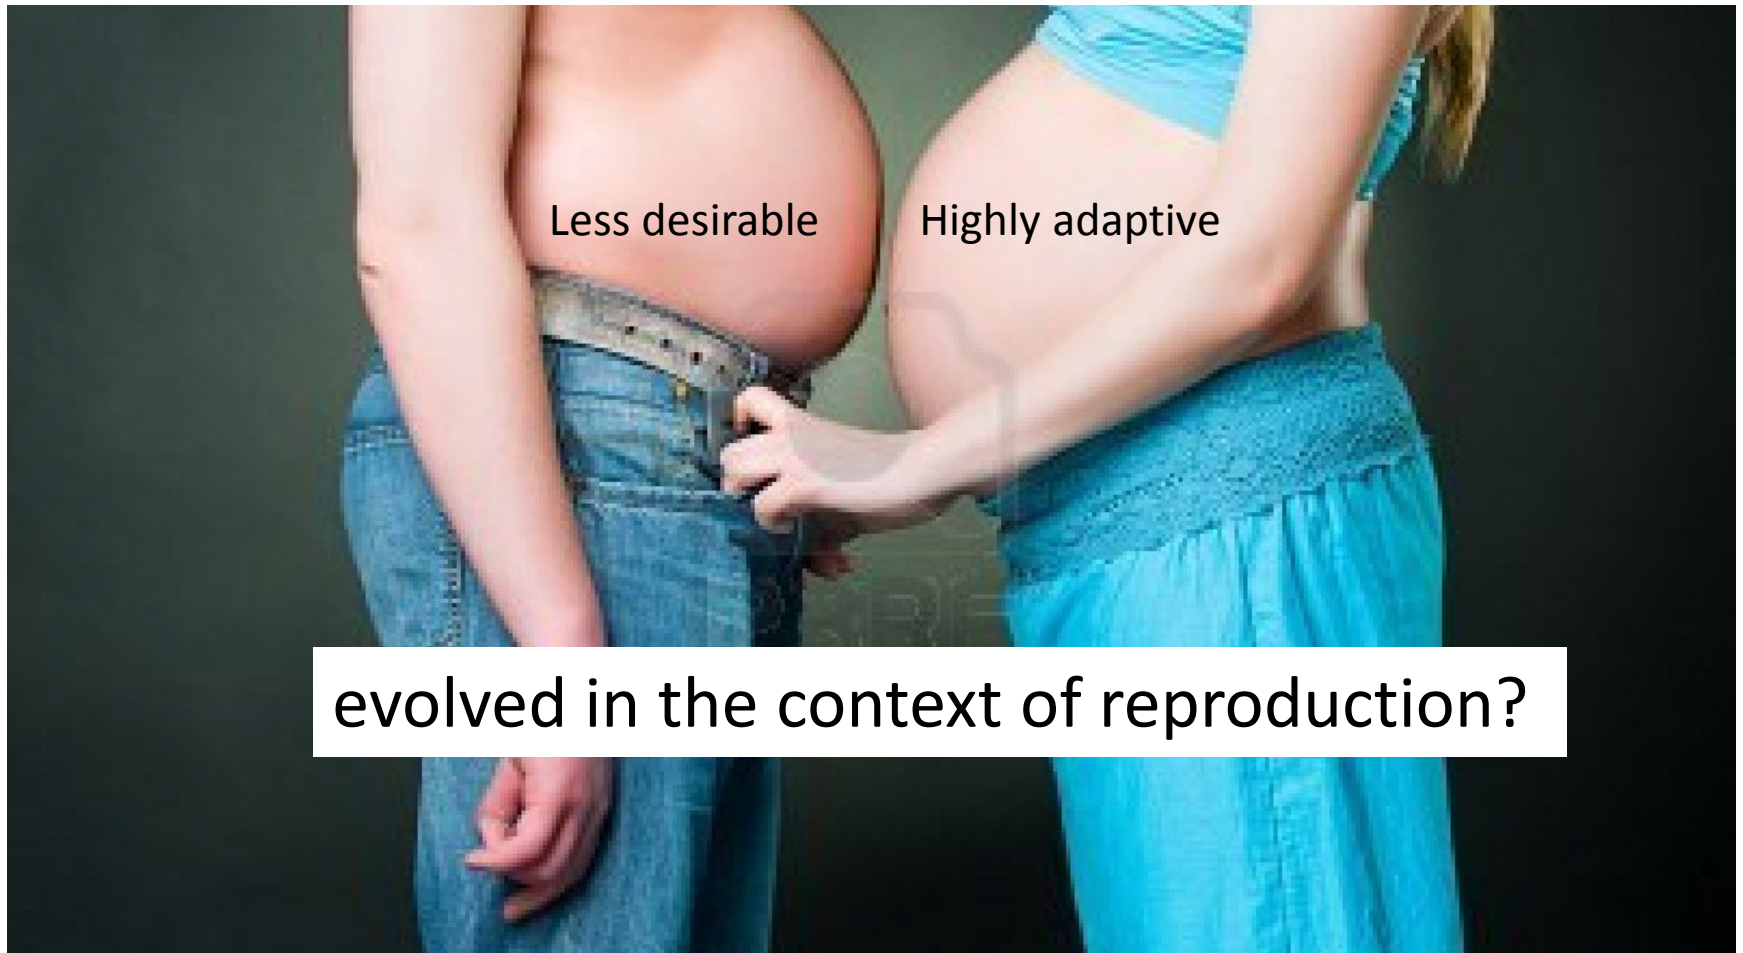 Less desirable
Highly adaptive
evolved in the context of reproduction?